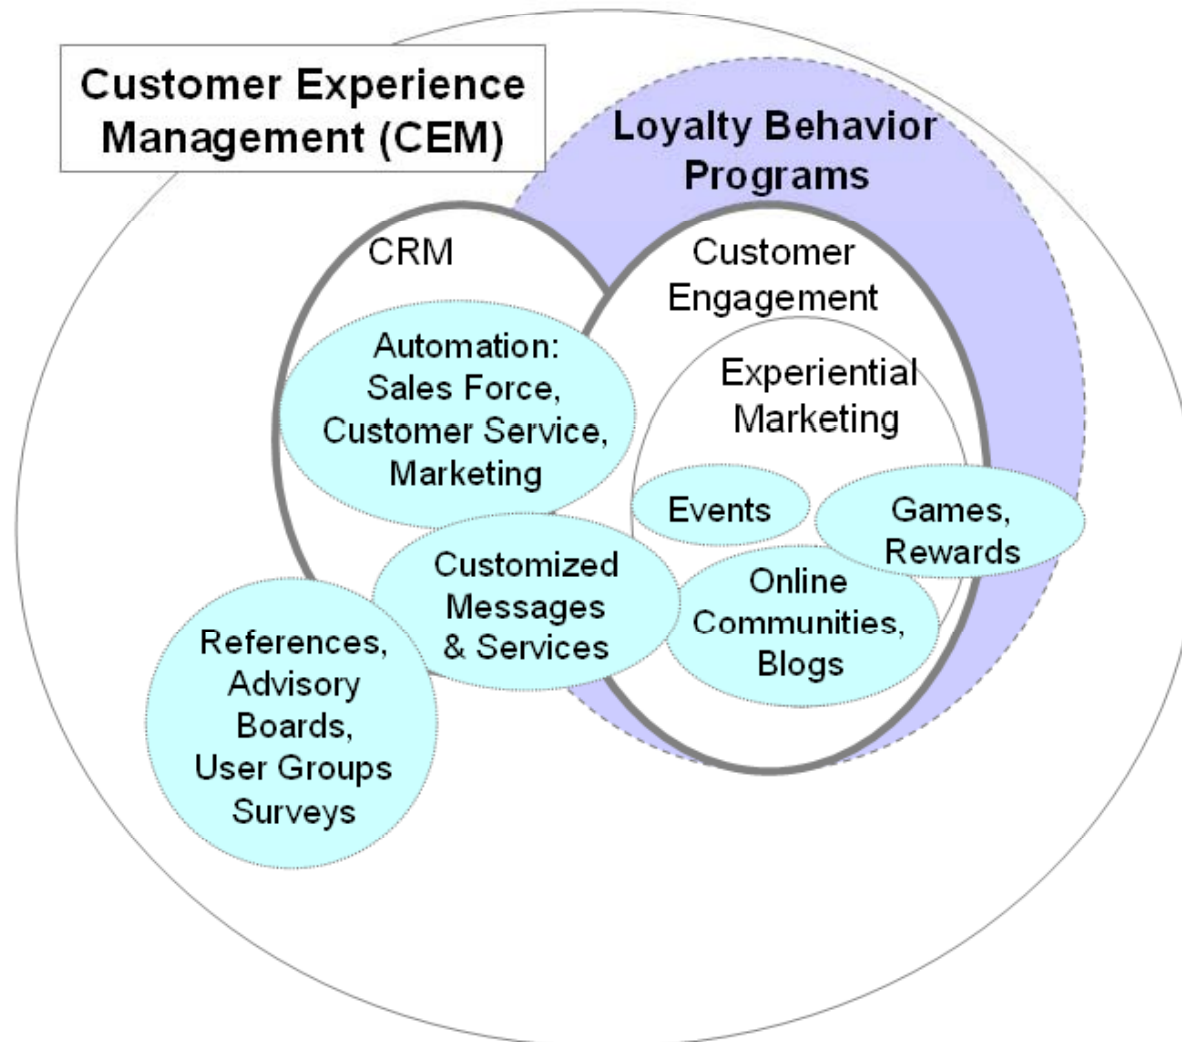 Customer Experience
Management (CEM)
Loyalty Behavior
Programs
CRM
Customer
Engagement
Automation:
Sales Force,
Customer Service,
Marketing
Experiential
Marketing
Events
Games,
Rewards
Customized
Messages
& Services
Online
Communities,
Blogs
References,
Advisory
Boards,
User Groups
Surveys